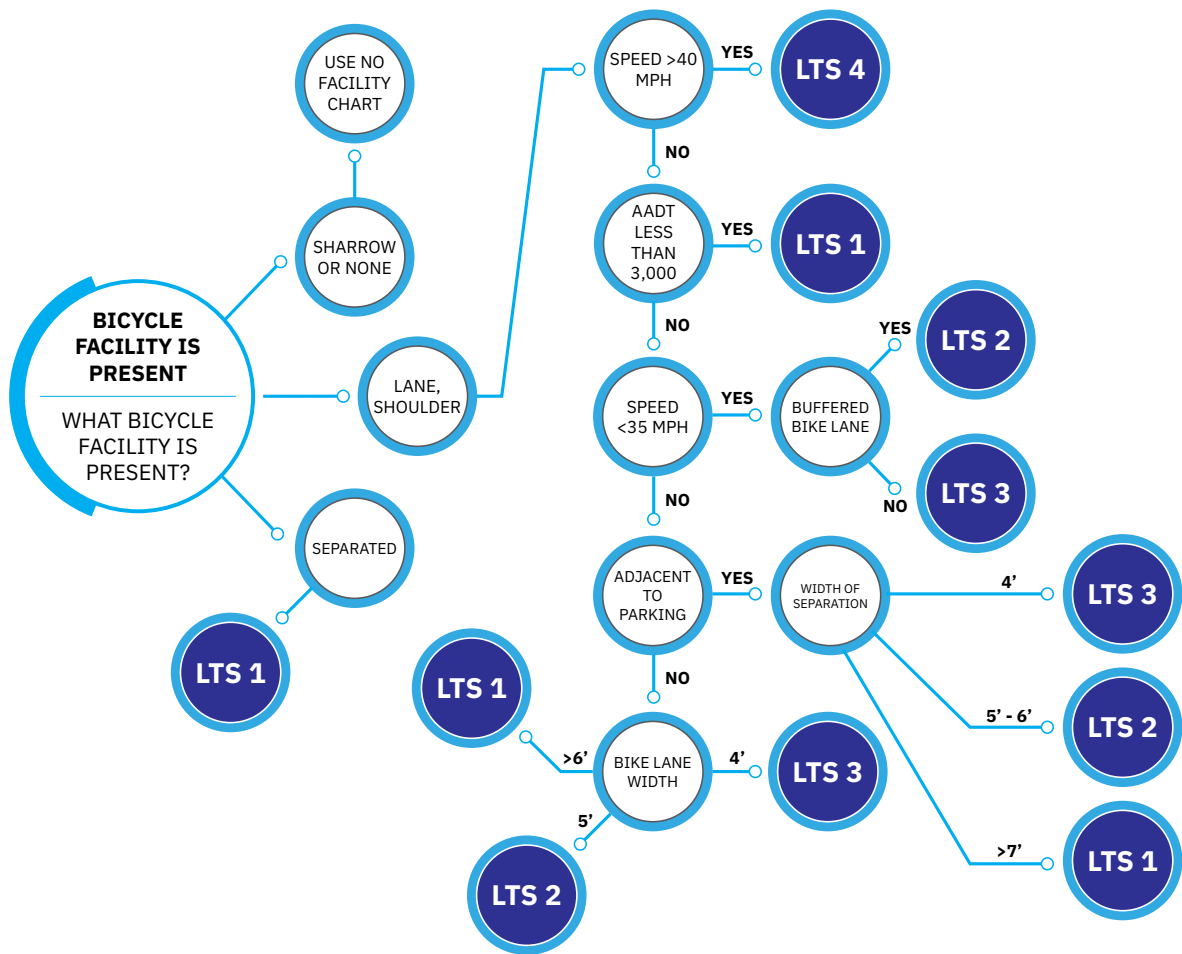 BICYCLE
FACILITY IS
PRESENT
WHAT BICYCLE
FACILITY IS
PRESENT?
USE NO
FACILITY
CHART
SHARROW
OR NONE
LANE,
SHOULDER
SEPARATED
LTS 1
SPEED >40
MPH
YES
LTS 4
NO
AADT
LESS
THAN
3,000
YES
LTS 1
NO
SPEED
<35 MPH
YES
BUFFERED
BIKE LANE
YES
LTS 2
NO
LTS 3
NO
ADJACENT
TO
PARKING
YES
WIDTH OF
SEPARATION
4’
LTS 3
5’ - 6’
LTS 2
>7’
LTS 1
NO
BIKE LANE
WIDTH
>6’
LTS 1
5’
LTS 2
4’
LTS 3